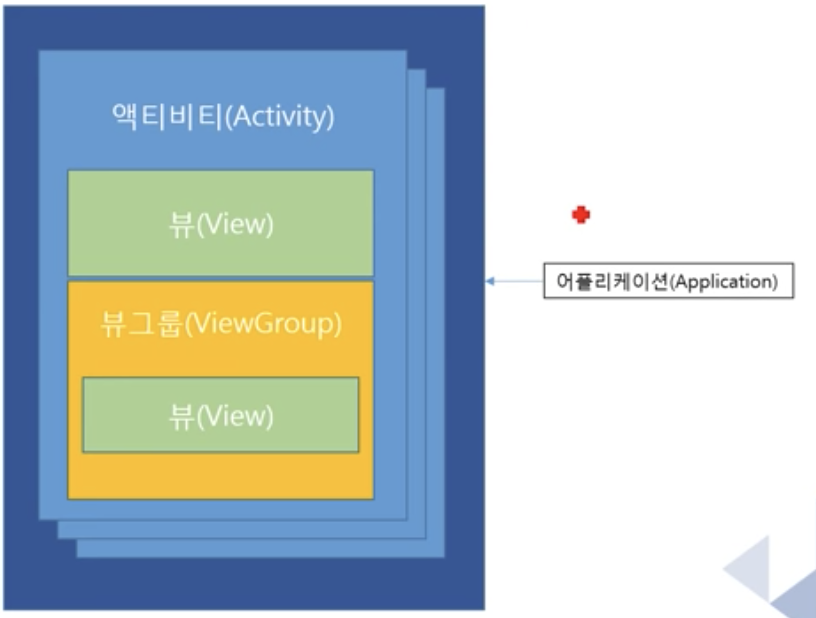 액티비티(Activity)
뷰(View)
뷰그룹(ViewGroup)
뷰(View)
어플리케이션(Application)